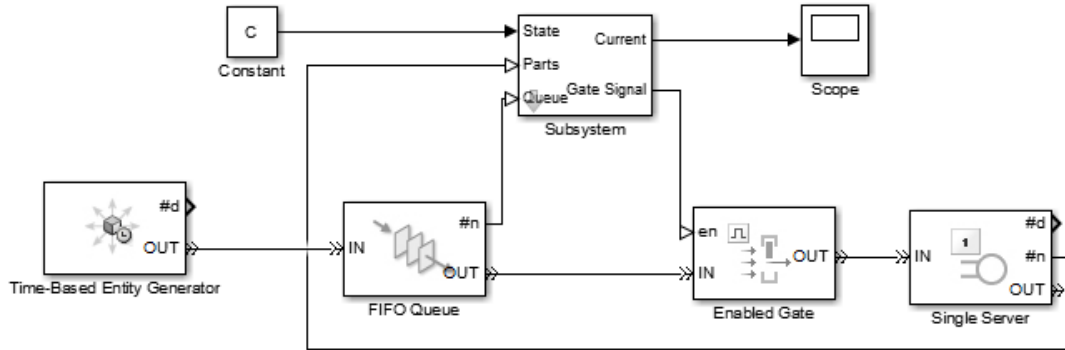 C
Constant
State
Parts
Queue
Current
Gate Signal
Subsystem
Scope
#d
OUT
Time-Based Entity Generator
IN
#n
OUT
FIFO Queue
en
IN
OUT
Enabled Gate
IN
1
#d
#n
OUT
Single Server